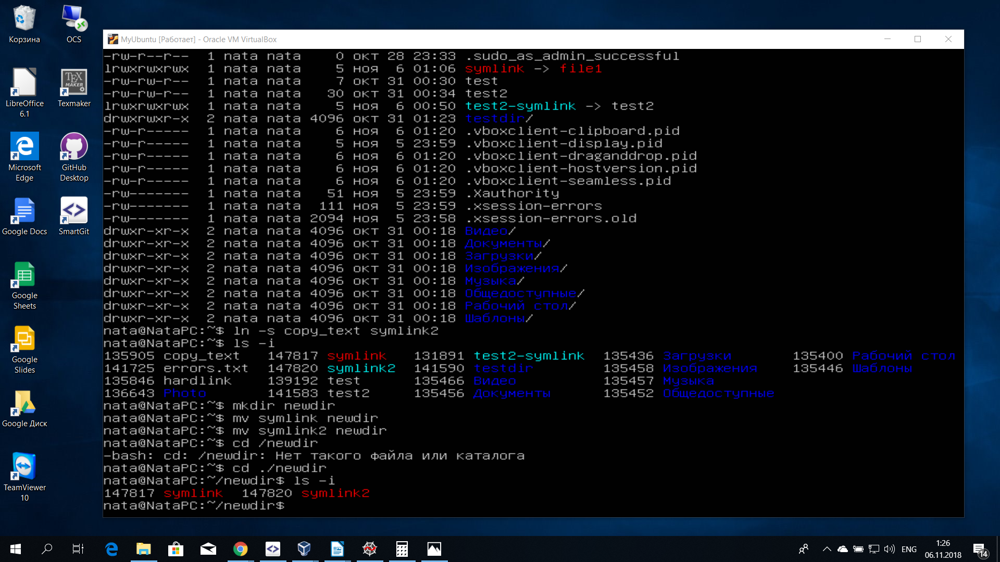 Корзина
OCS
LibreOffice
6.1
Texmaker
TEX
MAKER
Microsoft
Edge
GitHub
Desktop
Google Docs
SmartGit
Google
Sheets
Google
Slides
Google Диск
TeamViewer
10
MyUbuntu [Работает] - Oracle VM VirtualBox
-rw-r--r-- 1 nata nata 0 окт 28 23:33 .sudo_as_admin_successful
lrwxrwxrwx 1 nata nata 5 ноя 6 01:06 symlink -> file1
-rw-rw-r-- 1 nata nata 7 окт 31 00:30 test
-rw-rw-r-- 1 nata nata 30 окт 31 00:34 test2
lrwxrwxrwx 1 nata nata 5 ноя 6 00:50 test2-symlink -> test2
drwxrwxr-x 2 nata nata 4096 окт 31 01:23 testdir/
-rw-r----- 1 nata nata 6 ноя 6 01:20 .vboxclient-clipboard.pid
-rw-r----- 1 nata nata 5 ноя 5 23:59 .vboxclient-display.pid
-rw-r----- 1 nata nata 6 ноя 6 01:20 .vboxclient-draganddrop.pid
-rw-r----- 1 nata nata 6 ноя 6 01:20 .vboxclient-hostversion.pid
-rw-r----- 1 nata nata 6 ноя 6 01:20 .vboxclient-seamless.pid
-rw------- 1 nata nata 51 ноя 5 23:59 .Xauthority
-rw------- 1 nata nata 111 ноя 5 23:59 .xsession-errors
-rw------- 1 nata nata 2094 ноя 5 23:58 .xsession-errors.old
drwxr-xr-x 2 nata nata 4096 окт 31 00:18 Видео/
drwxr-xr-x 2 nata nata 4096 окт 31 00:18 Документы/
drwxr-xr-x 2 nata nata 4096 окт 31 00:18 Загрузки/
drwxr-xr-x 2 nata nata 4096 окт 31 00:18 Изображения/
drwxr-xr-x 2 nata nata 4096 окт 31 00:18 Музыка/
drwxr-xr-x 2 nata nata 4096 окт 31 00:18 Общедоступные/
drwxr-xr-x 2 nata nata 4096 окт 31 00:18 Рабочий стол/
drwxr-xr-x 2 nata nata 4096 окт 31 00:18 Шаблоны/
nata@NataPC:~$ ln -s copy_text symlink2
nata@NataPC:~$ ls -i
135905 copy_text 147817 symlink 131891 test2-symlink 135436 Загрузки 135400 Рабочий стол
141725 errors.txt 147820 symlink2 141590 testdir 135458 Изображения 135446 Шаблоны
135846 hardlink 139192 test 135466 Видео 135457 Музыка
136643 Photo 141583 test2 135456 Документы 135452 Общедоступные
nata@NataPC:~$ mkdir newdir
nata@NataPC:~$ mv symlink newdir
nata@NataPC:~$ mv symlink2 newdir
nata@NataPC:~$ cd /newdir
-bash: cd: /newdir: Нет такого файла или каталога
nata@NataPC:~$ cd ./newdir
nata@NataPC:~/newdir$ ls -i
147817 symlink 147820 symlink2
nata@NataPC:~/newdir$
ENG
1:26
06.11.2018
14